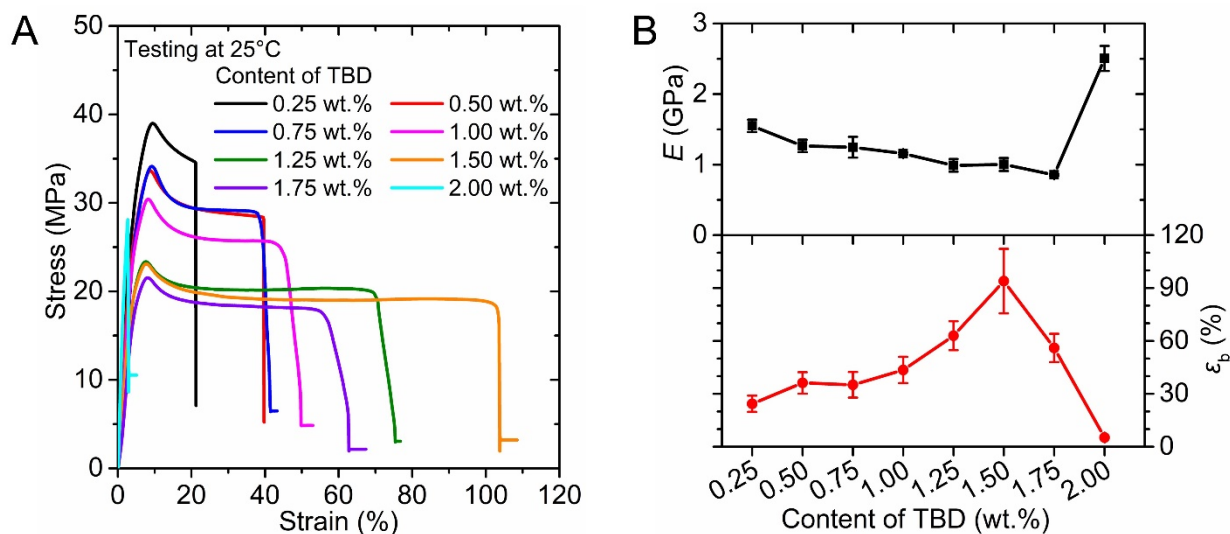 A
Testing at 25°C
Content of TBD
0.25 wt.% 0.50 wt.%
0.75 wt.% 1.00 wt.%
1.25 wt.% 1.50 wt.%
1.75 wt.% 2.00 wt.%
50
40
30
20
10
0
Stress (MPa)
0 20 40 60 80 100 120
Strain (%)
B
3
2
1
0
E (GPa)
120
90
60
30
0
εb (%)
0.25 0.50 0.75 1.00 1.25 1.50 1.75 2.00
Content of TBD (wt.%)